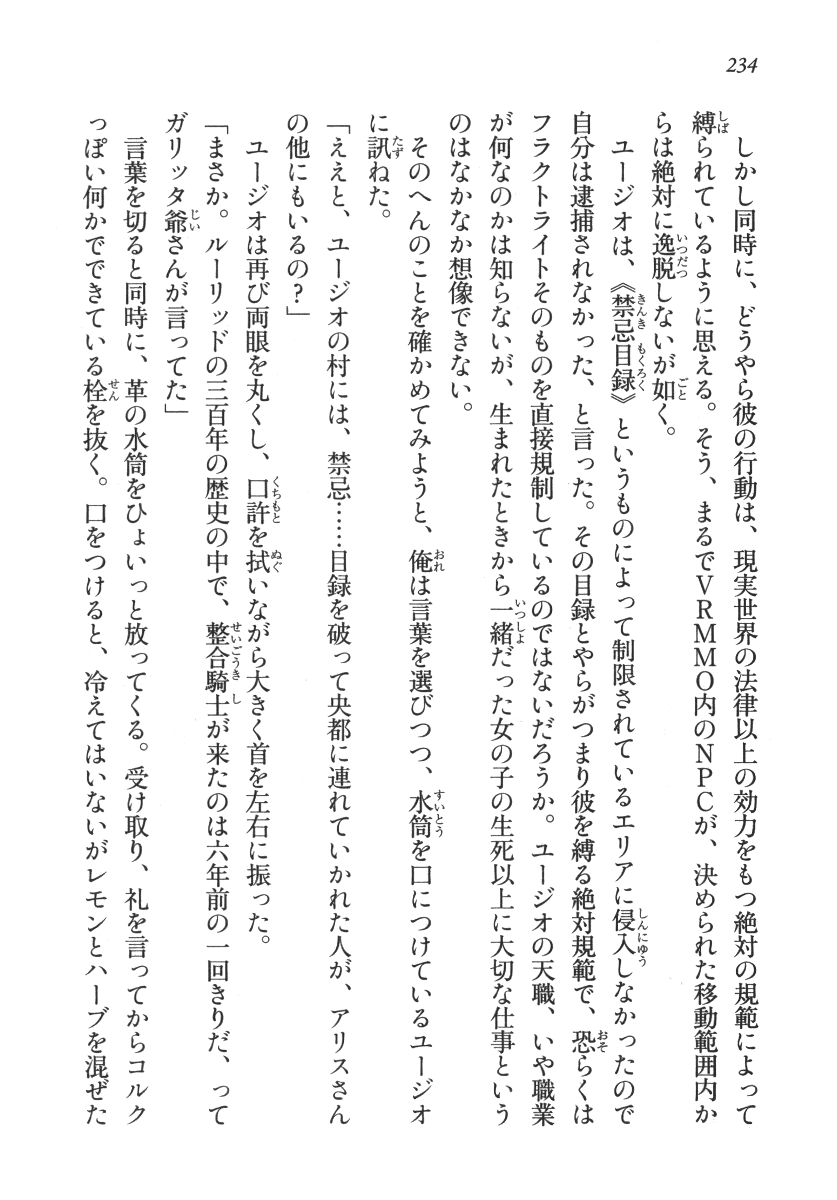 234
しかし同時に、どうやら彼の行動は、現実世界の法律以上の効力をもつ絶対の規範によって
縛られているように思える。そう、まるでＶＲＭＭＯ内のＮＰＣが、決められた移動範囲内か
らは絶対に逸脱しないが如く。
ユージオは、《禁忌目録》というものによって制限されているエリアに侵入しなかったので
自分は逮捕されなかった、と言った。その目録とやらがつまり彼を縛る絶対規範で、恐らくは
フラクトライトそのものを直接規制しているのではないだろうか。ユージオの天職、いや職業
が何なのかは知らないが、生まれたときから一緒だった女の子の生死以上に大切な仕事という
のはなかなか想像できない。
そのへんのことを確かめてみようと、俺は言葉を選びつつ、水筒を口につけているユージオ
に訊ねた。
「ええと、ユージオの村には、禁忌……目録を破って央都に連れていかれた人が、アリスさん
の他にもいるの？」
ユージオは再び両眼を丸くし、口許を拭いながら大きく首を左右に振った。
「まさか。ルーリッドの三百年の歴史の中で、整合騎士が来たのは六年前の一回きりだ、って
ガリッタ爺さんが言ってた」
言葉を切ると同時に、革の水筒をひょいっと放ってくる。受け取り、礼を言ってからコルク
っぽい何かでできている栓を抜く。口をつけると、冷えてはいないがレモンとハーブを混ぜた